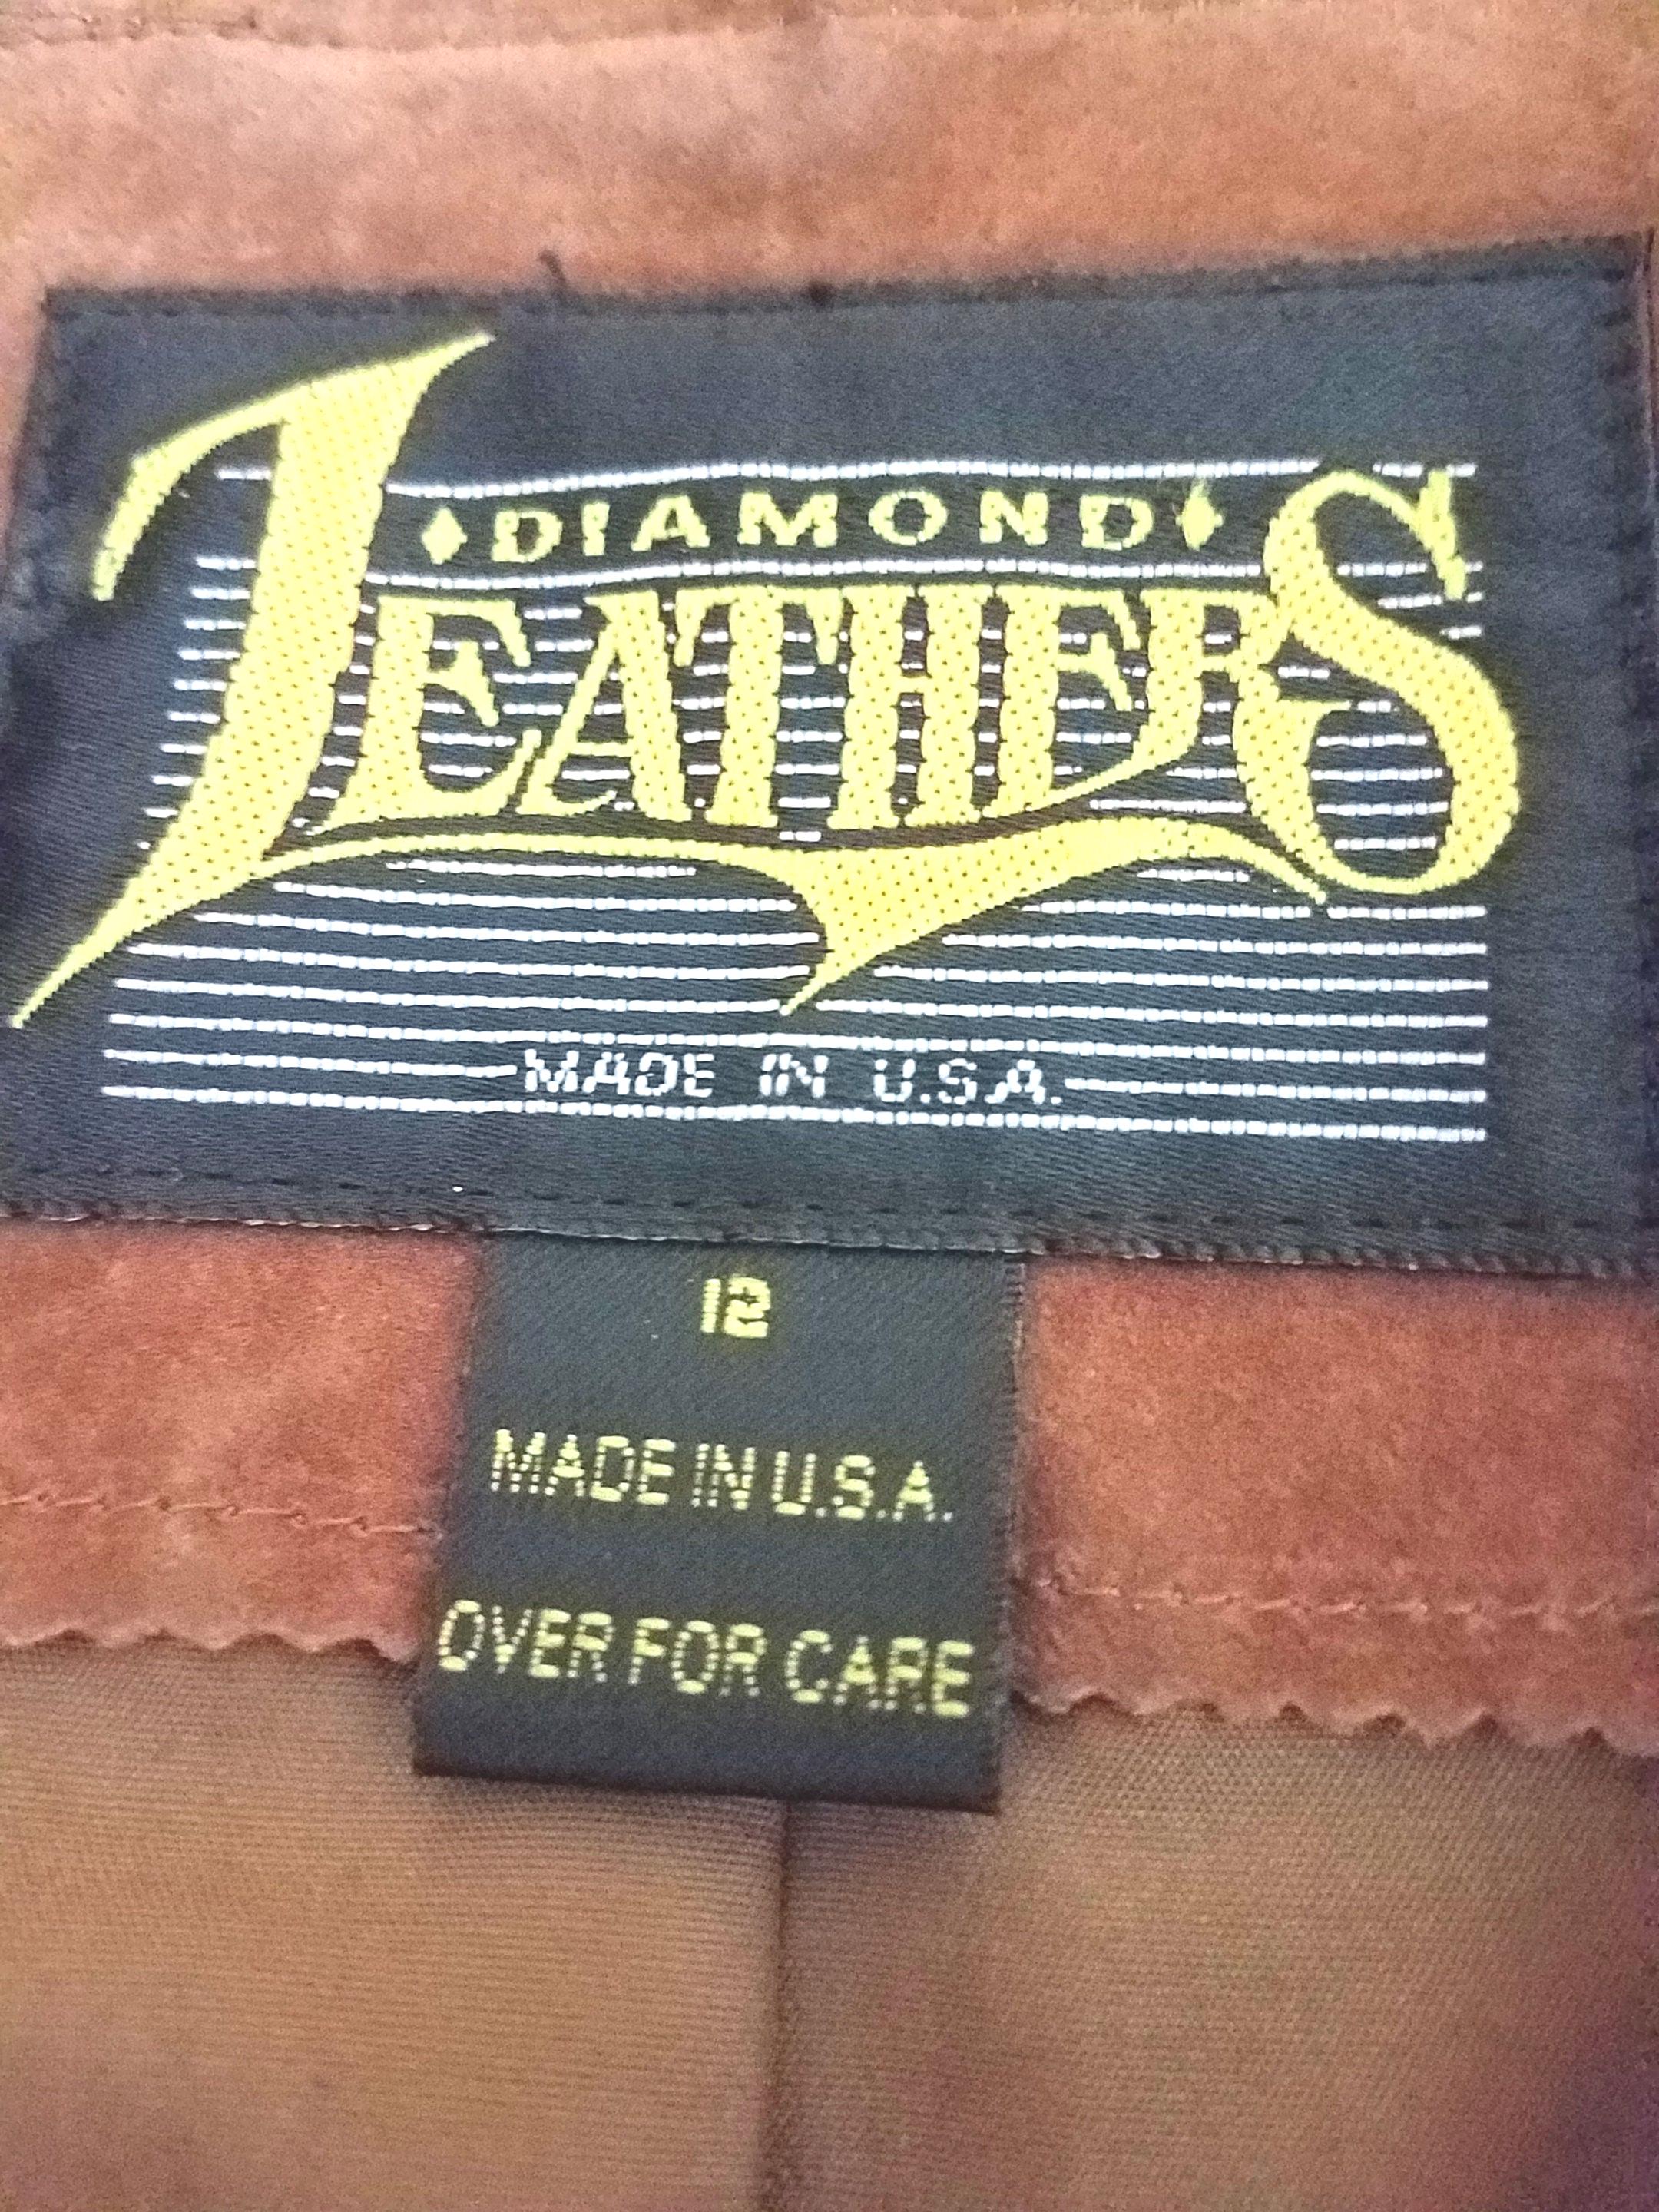 ♦DIAMOND♦
LEATHERS
MADE IN U.S.A.
12
MADE IN U.S.A.
OVER FOR CARE